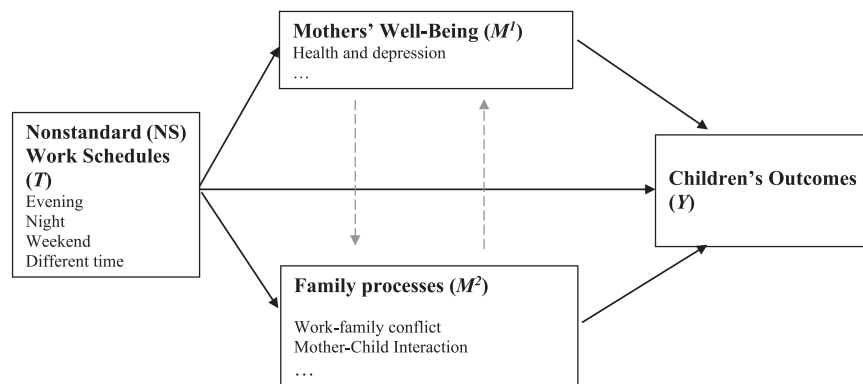 Mothers' Well-Being (M¹)
Health and depression
…
Nonstandard (NS)
Work Schedules
(T)
Evening
Night
Weekend
Different time
Children's Outcomes
(Y)
Family processes (M²)
Work-family conflict
Mother-Child Interaction
…